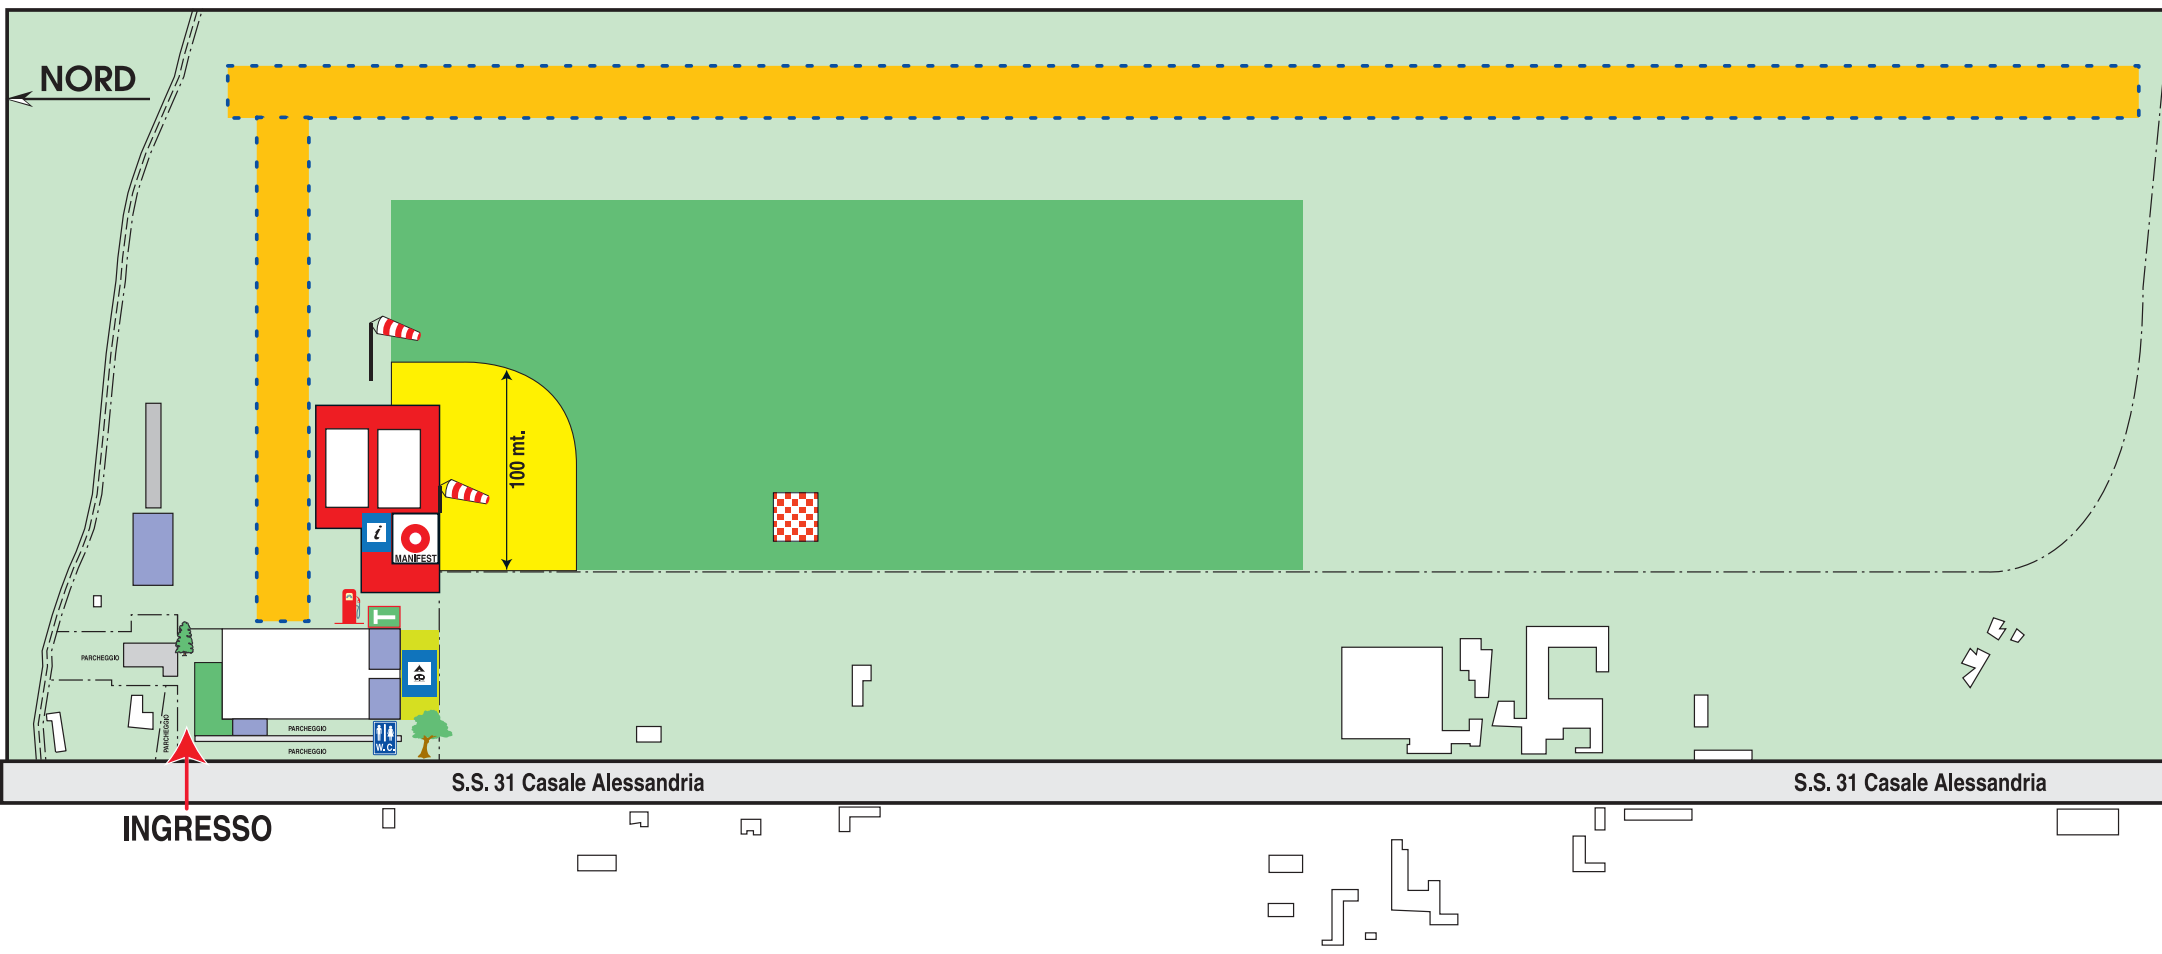 NORD
100 mt.
i
MANIFEST
T
PARCHEGGIO
PARCHEGGIO
PARCHEGGIO
PARCHEGGIO
W.C.
S.S. 31 Casale Alessandria
S.S. 31 Casale Alessandria
INGRESSO